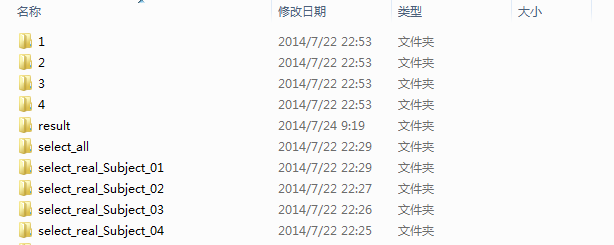 名称 修改日期 类型 大小
1 2014/7/22 22:53 文件夹
2 2014/7/22 22:53 文件夹
3 2014/7/22 22:53 文件夹
4 2014/7/22 22:53 文件夹
result 2014/7/24 9:19 文件夹
select_all 2014/7/22 22:29 文件夹
select_real_Subject_01 2014/7/22 22:29 文件夹
select_real_Subject_02 2014/7/22 22:27 文件夹
select_real_Subject_03 2014/7/22 22:26 文件夹
select_real_Subject_04 2014/7/22 22:25 文件夹